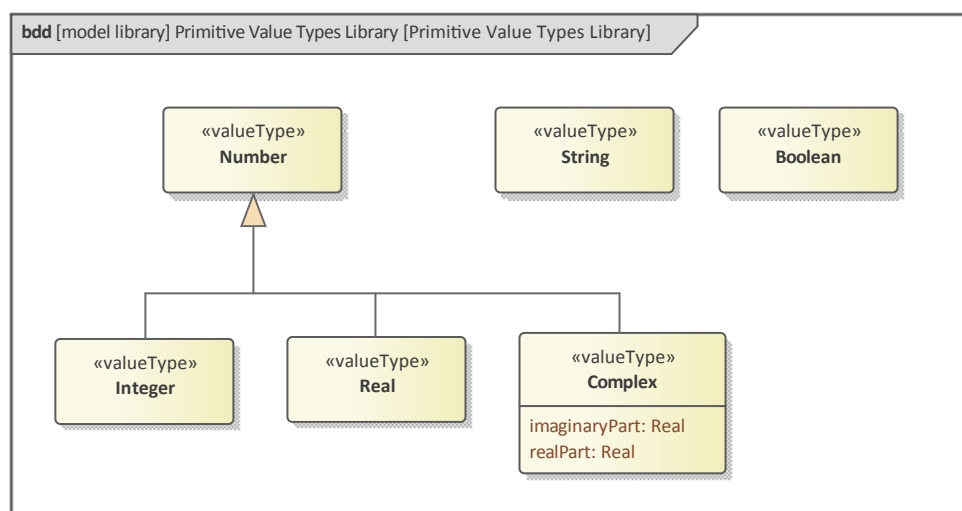 bdd [model library] Primitive Value Types Library [Primitive Value Types Library]
«valueType»
Number
«valueType»
String
«valueType»
Boolean
«valueType»
Integer
«valueType»
Real
«valueType»
Complex
imaginaryPart: Real
realPart: Real